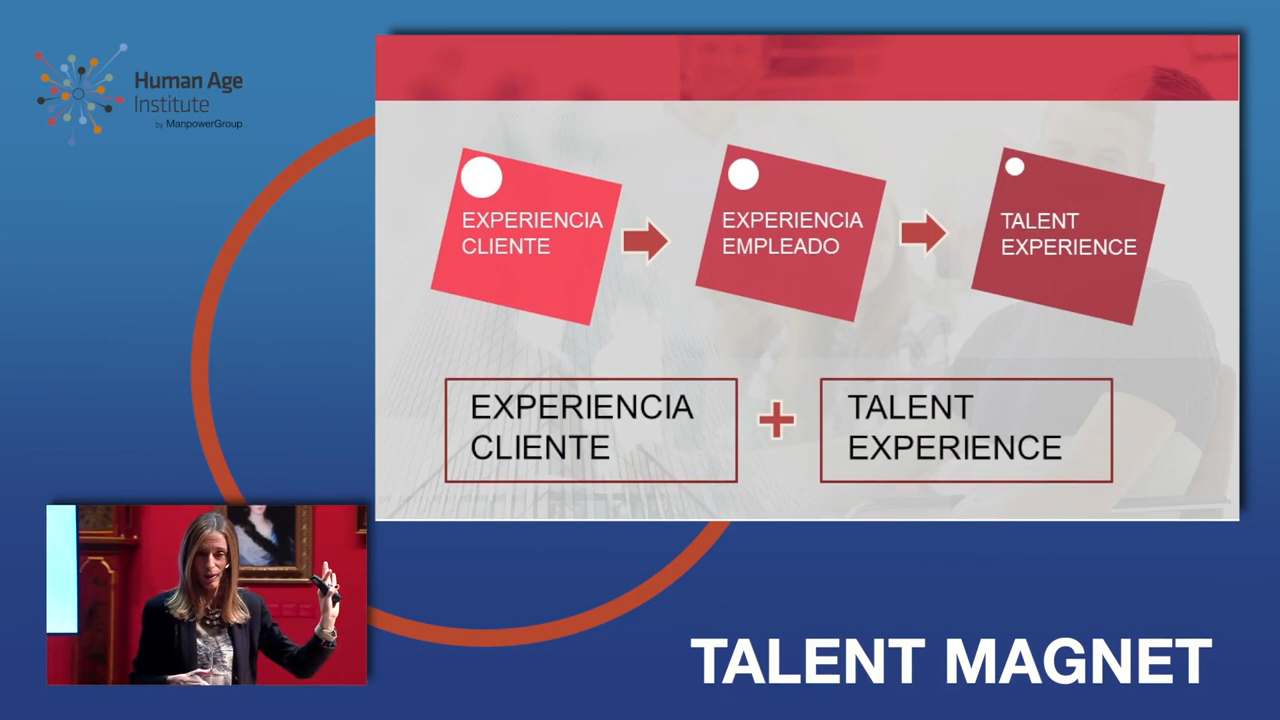 Human Age
Institute
by ManpowerGroup
EXPERIENCIA
CLIENTE
EXPERIENCIA
EMPLEADO
TALENT
EXPERIENCE
EXPERIENCIA
CLIENTE
+
TALENT
EXPERIENCE
TALENT MAGNET